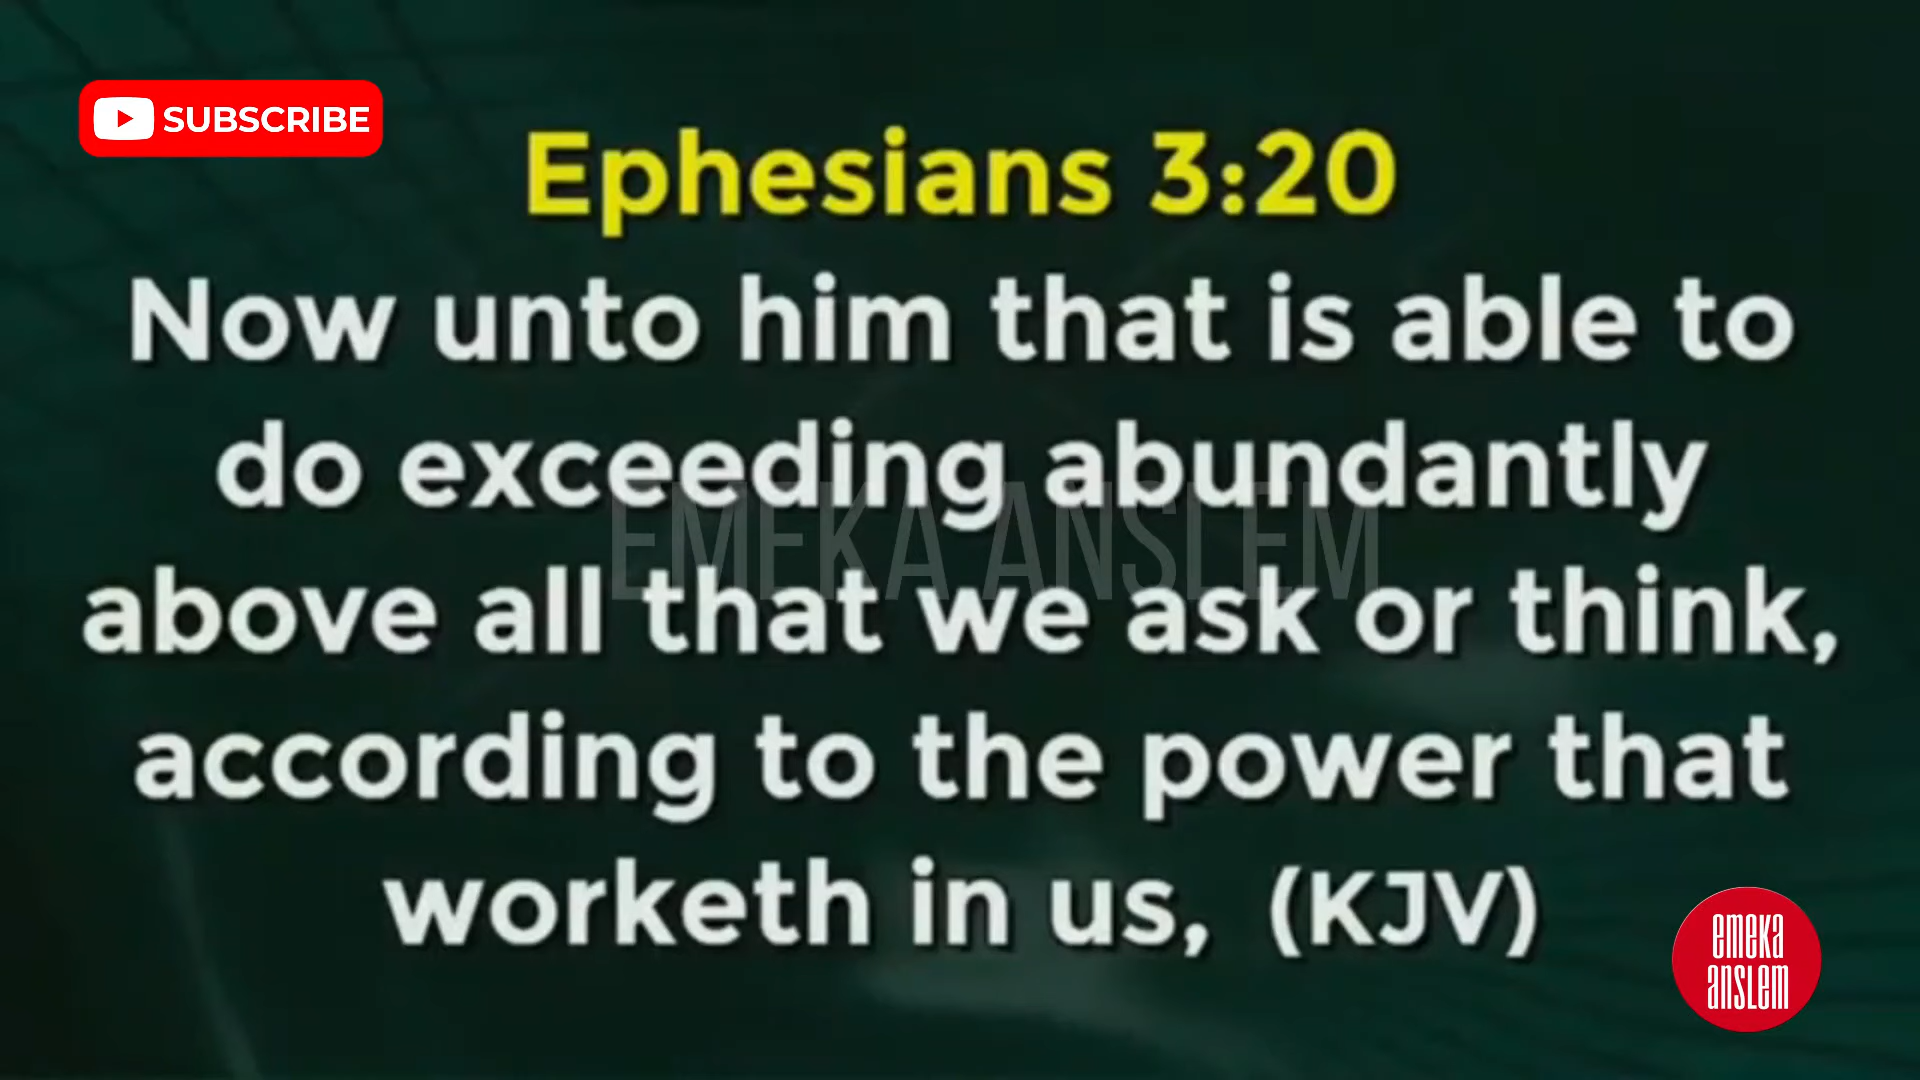 SUBSCRIBE
Ephesians 3:20
Now unto him that is able to
do exceeding abundantly
EMEKA ANSLEM
above all that we ask or think,
according to the power that
worketh in us, (KJV)
emeka
anslem